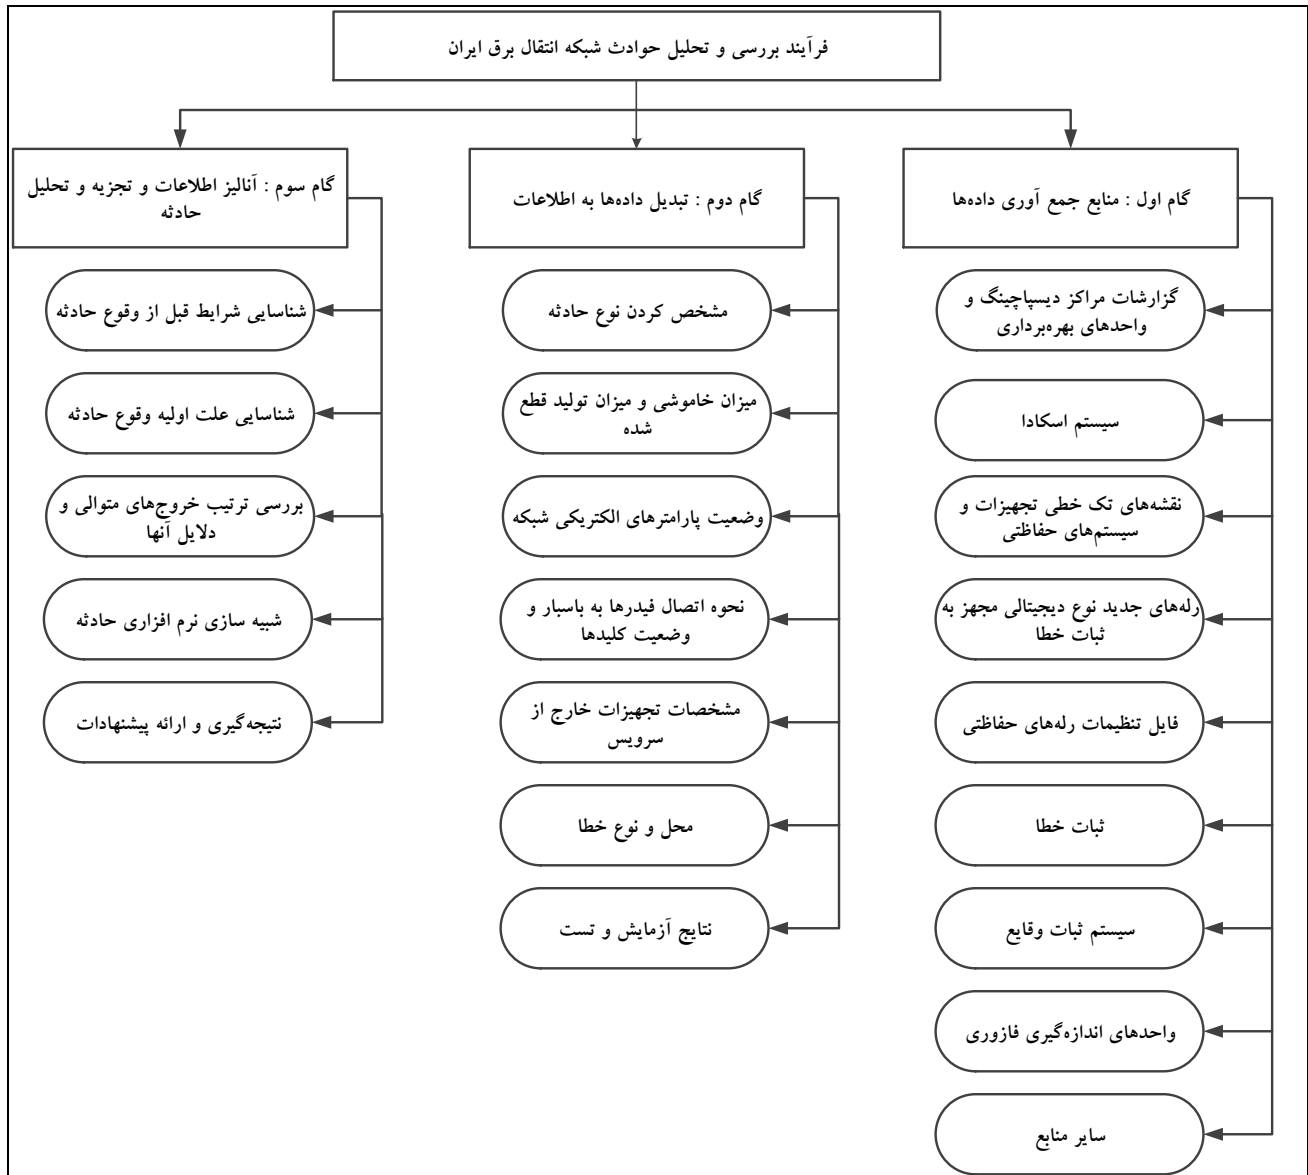 فرآیند بررسی و تحلیل حوادث شبکه انتقال برق ایران
گام اول : منابع جمع آوری داده‌ها
گزارشات مراکز دیسپاچینگ و
واحدهای بهره‌برداری
سیستم اسکادا
نقشه‌های تک خطی تجهیزات و
سیستم‌های حفاظتی
رله‌های جدید نوع دیجیتالی مجهز به
ثبات خطا
فایل تنظیمات رله‌های حفاظتی
ثبات خطا
سیستم ثبات وقایع
واحدهای اندازه‌گیری فازوری
سایر منابع
گام دوم : تبدیل داده‌ها به اطلاعات
مشخص کردن نوع حادثه
میزان خاموشی و میزان تولید قطع
شده
وضعیت پارامترهای الکتریکی شبکه
نحوه اتصال فیدرها به باسبار و
وضعیت کلیدها
مشخصات تجهیزات خارج از
سرویس
محل و نوع خطا
نتایج آزمایش و تست
گام سوم : آنالیز اطلاعات و تجزیه و تحلیل
حادثه
شناسایی شرایط قبل از وقوع حادثه
شناسایی علت اولیه وقوع حادثه
بررسی ترتیب خروج‌های متوالی و
دلایل آنها
شبیه سازی نرم افزاری حادثه
نتیجه‌گیری و ارائه پیشنهادات